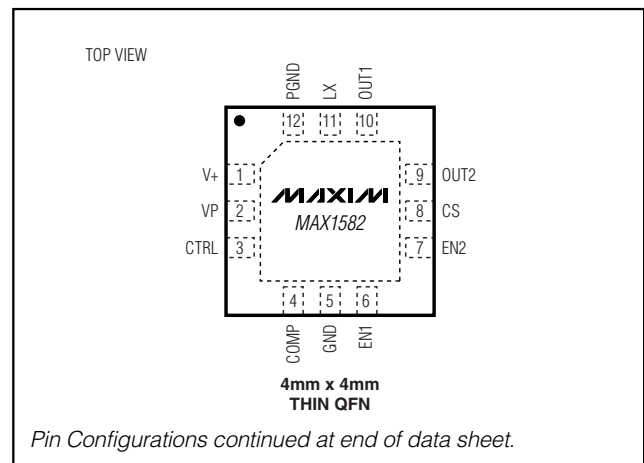 TOP VIEW
PGND
LX
OUT1
12
11
10
V+
1
9
OUT2
VP
2
MAXIM
8
CS
CTRL
3
MAX1582
7
EN2
4
5
6
COMP
GND
EN1
4mm x 4mm
THIN QFN
Pin Configurations continued at end of data sheet.